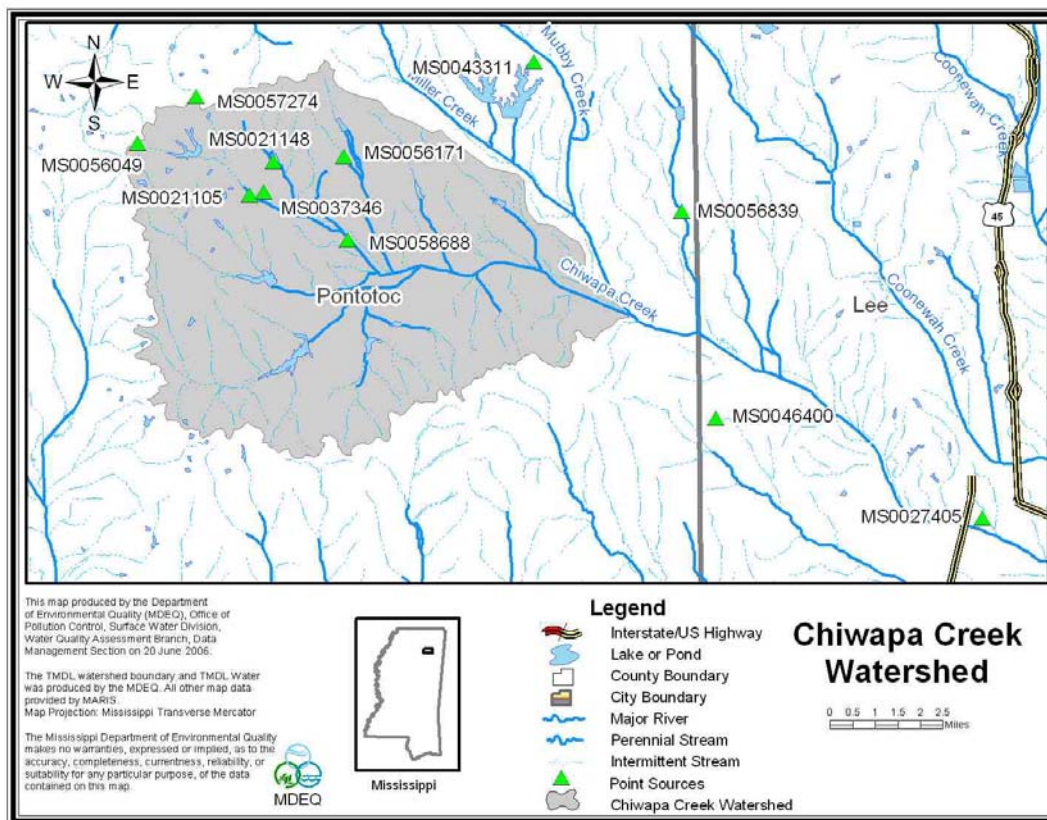 N
W E
S
MS0043311
Mubby Creek
Miller Creek
Coonewah Creek
MS0057274
MS0021148
MS0056171
MS0056049
MS0021105
MS0037346
MS0056839
45
MS0058688
Chiwapa Creek
Pontotoc
Lee
Coonewah Creek
MS0046400
MS0027405
This map produced by the Department
of Environmental Quality (MDEQ), Office of
Pollution Control, Surface Water Division,
Water Quality Assessment Branch, Data
Management Section on 20 June 2006.
The TMDL watershed boundary and TMDL Water
was produced by the MDEQ. All other map data
provided by MARIS.
Map Projection: Mississippi Transverse Mercator
The Mississippi Department of Environmental Quality
makes no warranties, expressed or implied, as to the
accuracy, completeness, currentness, reliability, or
suitability for any particular purpose, of the data
contained on this map.
MDEQ
Mississippi
Legend
Interstate/US Highway
Lake or Pond
County Boundary
City Boundary
Major River
Perennial Stream
Intermittent Stream
Point Sources
Chiwapa Creek Watershed
Chiwapa Creek
Watershed
0 0.5 1 1.5 2 2.5
Miles